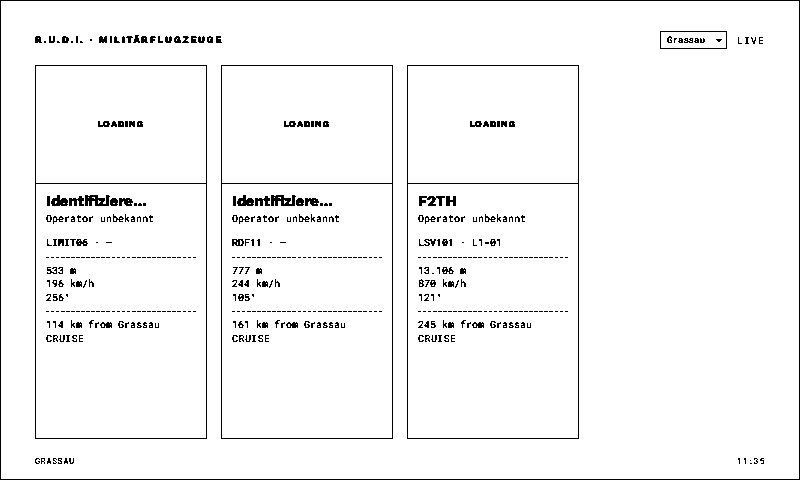 R.U.D.I. · MILITÄRFLUGZEUGE
Grassau
LIVE
LOADING
Identifiziere...
Operator unbekannt
LIMIT06 · —
533 m
196 km/h
256°
114 km from Grassau
CRUISE
LOADING
Identifiziere...
Operator unbekannt
RDF11 · —
777 m
244 km/h
105°
161 km from Grassau
CRUISE
LOADING
F2TH
Operator unbekannt
LSV101 · L1-01
13.106 m
870 km/h
121°
245 km from Grassau
CRUISE
GRASSAU
11:35